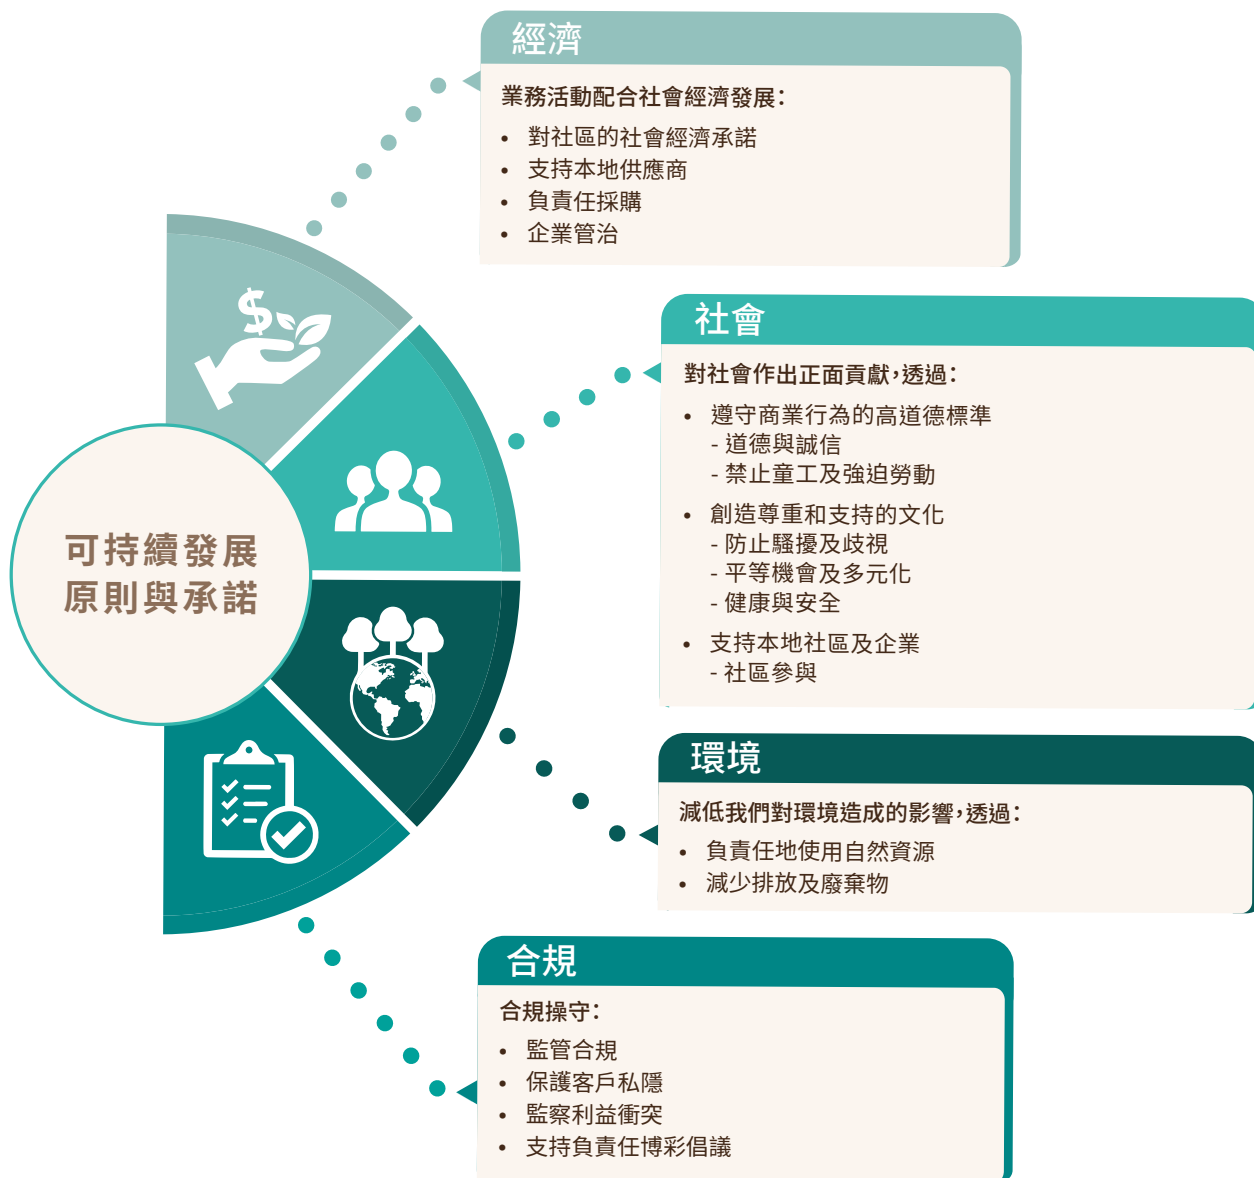 經濟
業務活動配合社會經濟發展：
• 對社區的社會經濟承諾
• 支持本地供應商
• 負責任採購
• 企業管治
社會
對社會作出正面貢獻，透過：
• 遵守商業行為的高道德標準
- 道德與誠信
- 禁止童工及強迫勞動
• 創造尊重和支持的文化
- 防止騷擾及歧視
- 平等機會及多元化
- 健康與安全
• 支持本地社區及企業
- 社區參與
可持續發展
原則與承諾
環境
減低我們對環境造成的影響，透過：
• 負責任地使用自然資源
• 減少排放及廢棄物
合規
合規操守：
• 監管合規
• 保護客戶私隱
• 監察利益衝突
• 支持負責任博彩倡議